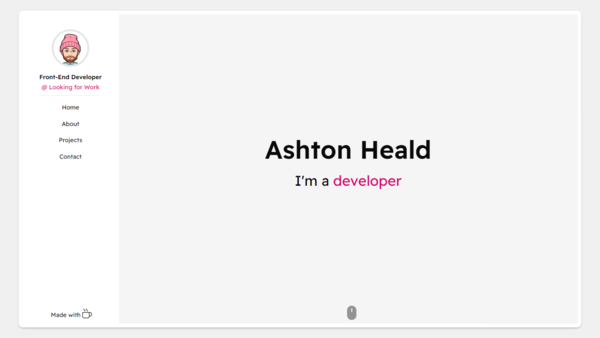 Front-End Developer
@ Looking for Work
Home
About
Projects
Contact
Made with
Ashton Heald
I'm a developer